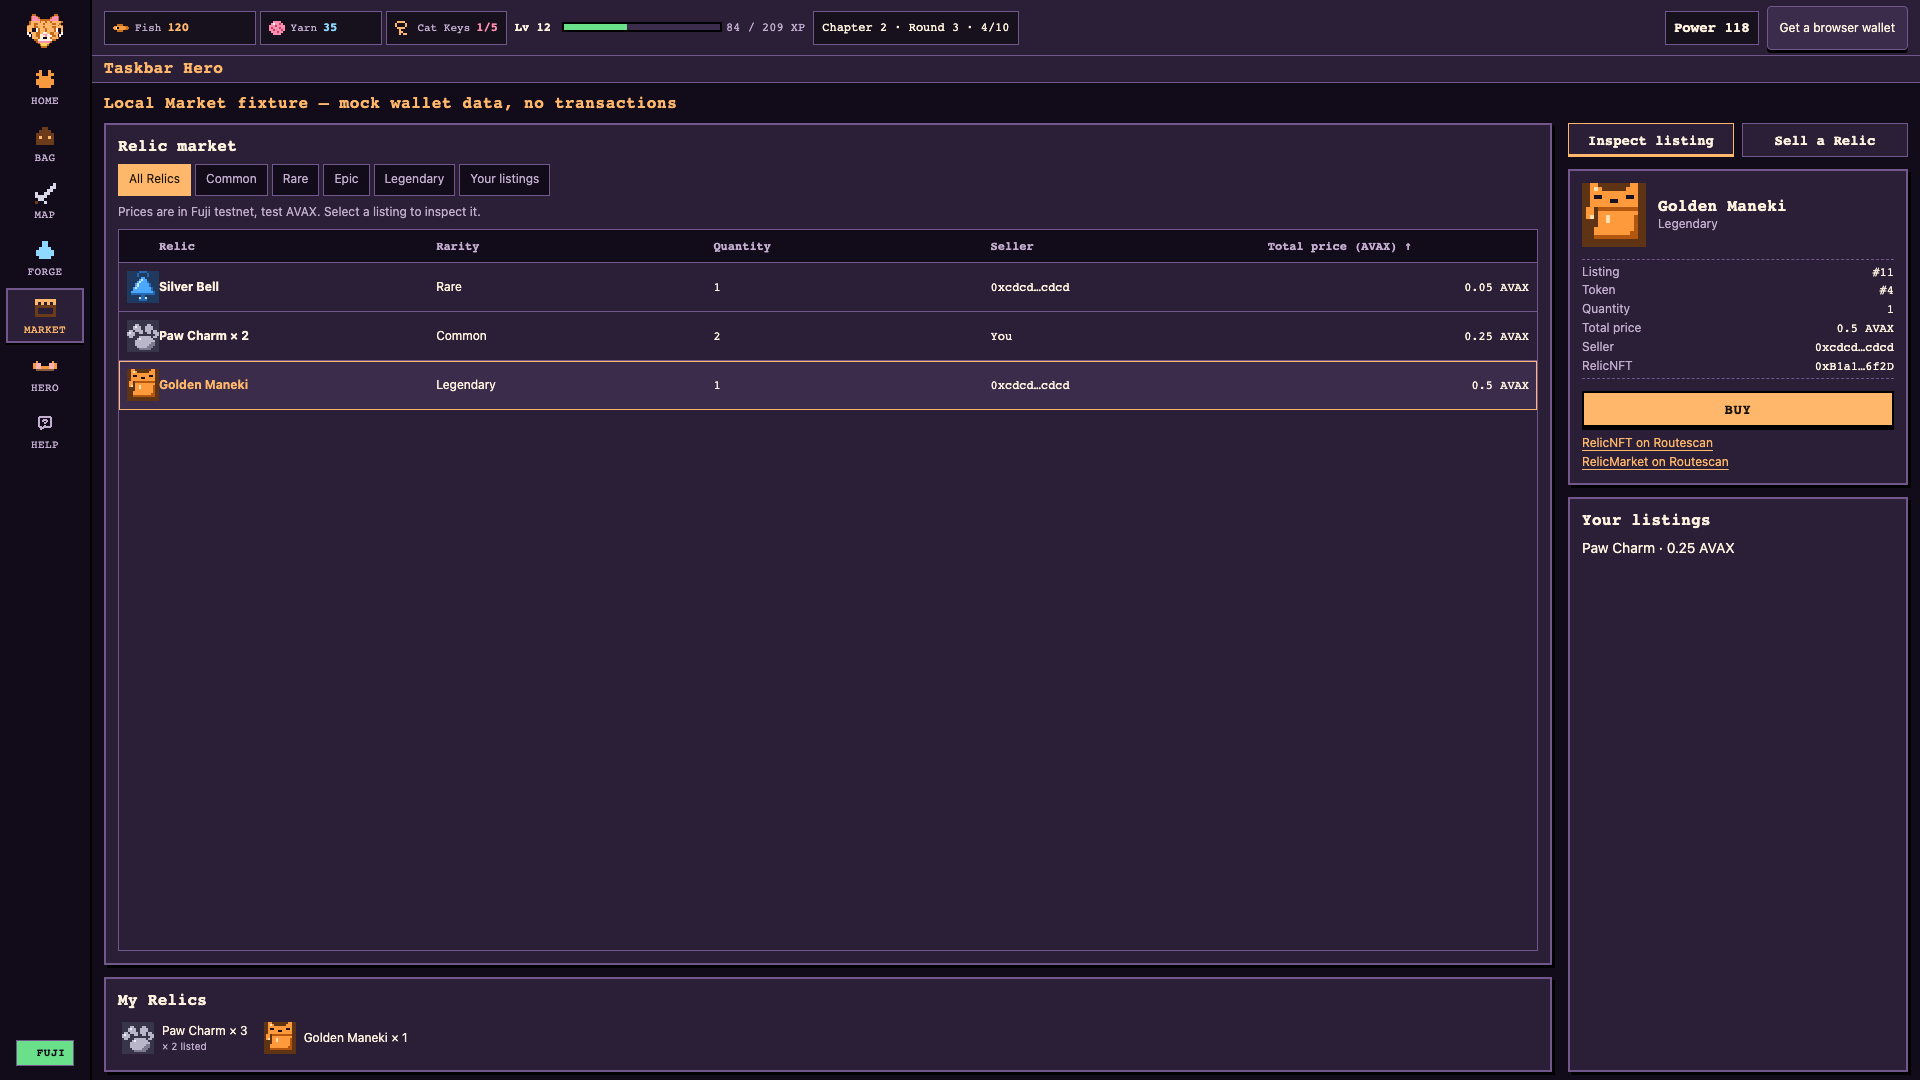 Fish 120
Yarn 35
Cat Keys 1/5
Lv 12
84 / 209 XP
Chapter 2 · Round 3 · 4/10
Power 118
Get a browser wallet
HOME
BAG
MAP
FORGE
MARKET
HERO
HELP
FUJI
Taskbar Hero
Local Market fixture — mock wallet data, no transactions
Relic market
All Relics Common Rare Epic Legendary Your listings
Prices are in Fuji testnet, test AVAX. Select a listing to inspect it.
Relic Rarity Quantity Seller Total price (AVAX) ↑
Silver Bell Rare 1 0xcdcd…cdcd 0.05 AVAX
Paw Charm × 2 Common 2 You 0.25 AVAX
Golden Maneki Legendary 1 0xcdcd…cdcd 0.5 AVAX
My Relics
Paw Charm × 3
× 2 listed
Golden Maneki × 1
Inspect listing
Sell a Relic
Golden Maneki
Legendary
Listing #11
Token #4
Quantity 1
Total price 0.5 AVAX
Seller 0xcdcd…cdcd
RelicNFT 0xB1a1…6f2D
BUY
RelicNFT on Routescan
RelicMarket on Routescan
Your listings
Paw Charm · 0.25 AVAX